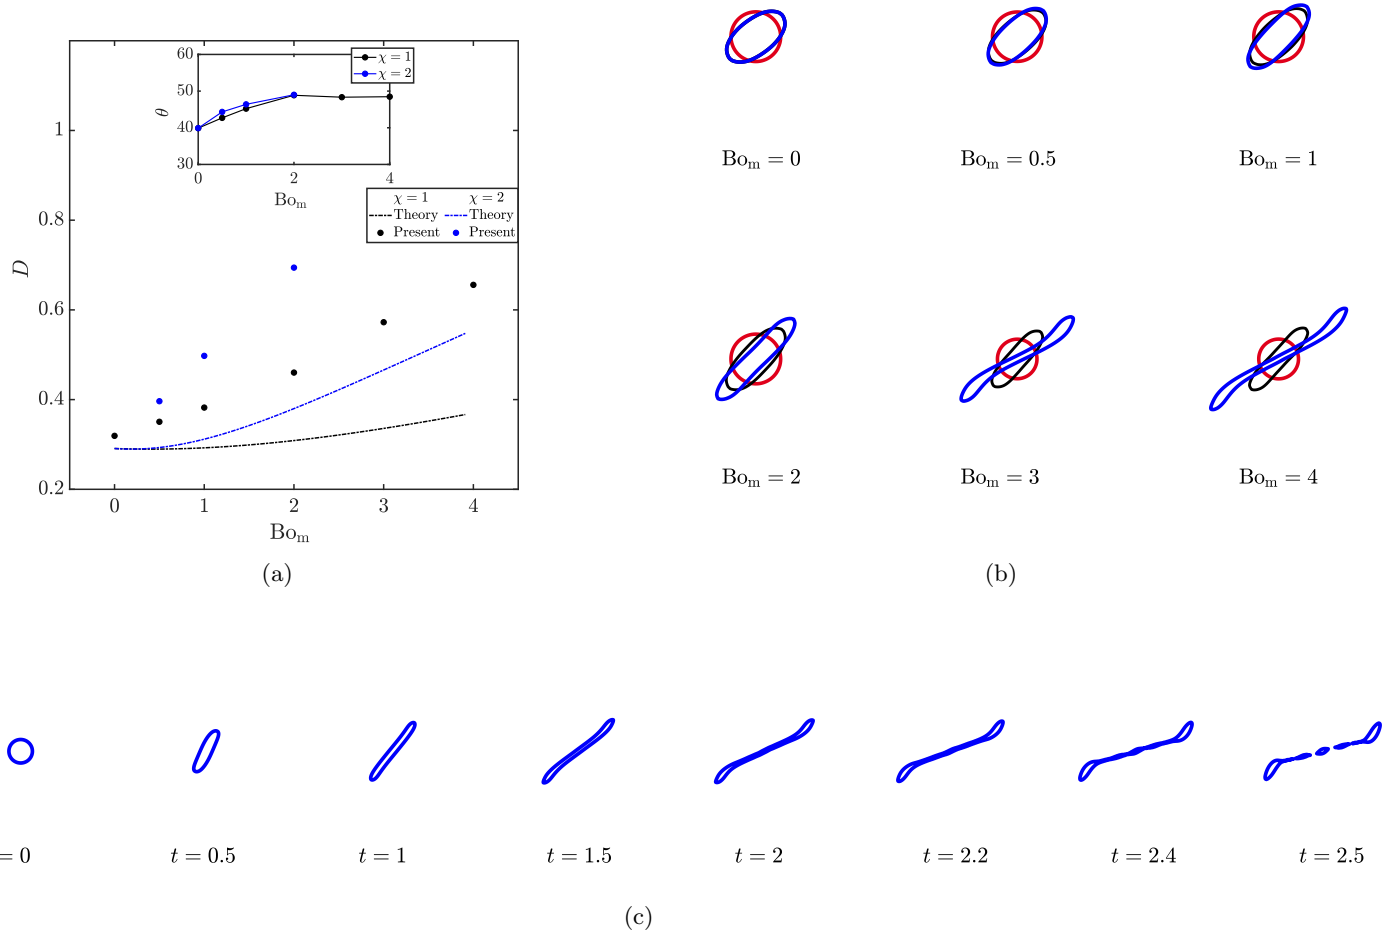 60
50
40
30
θ
0
2
4
Bo_m
χ = 1
χ = 2
χ = 1 χ = 2
Theory Theory
Present Present
1
0.8
0.6
0.4
0.2
D
0 1 2 3 4
Bo_m
(a)
Bo_m = 0
Bo_m = 0.5
Bo_m = 1
Bo_m = 2
Bo_m = 3
Bo_m = 4
(b)
= 0
t = 0.5
t = 1
t = 1.5
t = 2
t = 2.2
t = 2.4
t = 2.5
(c)